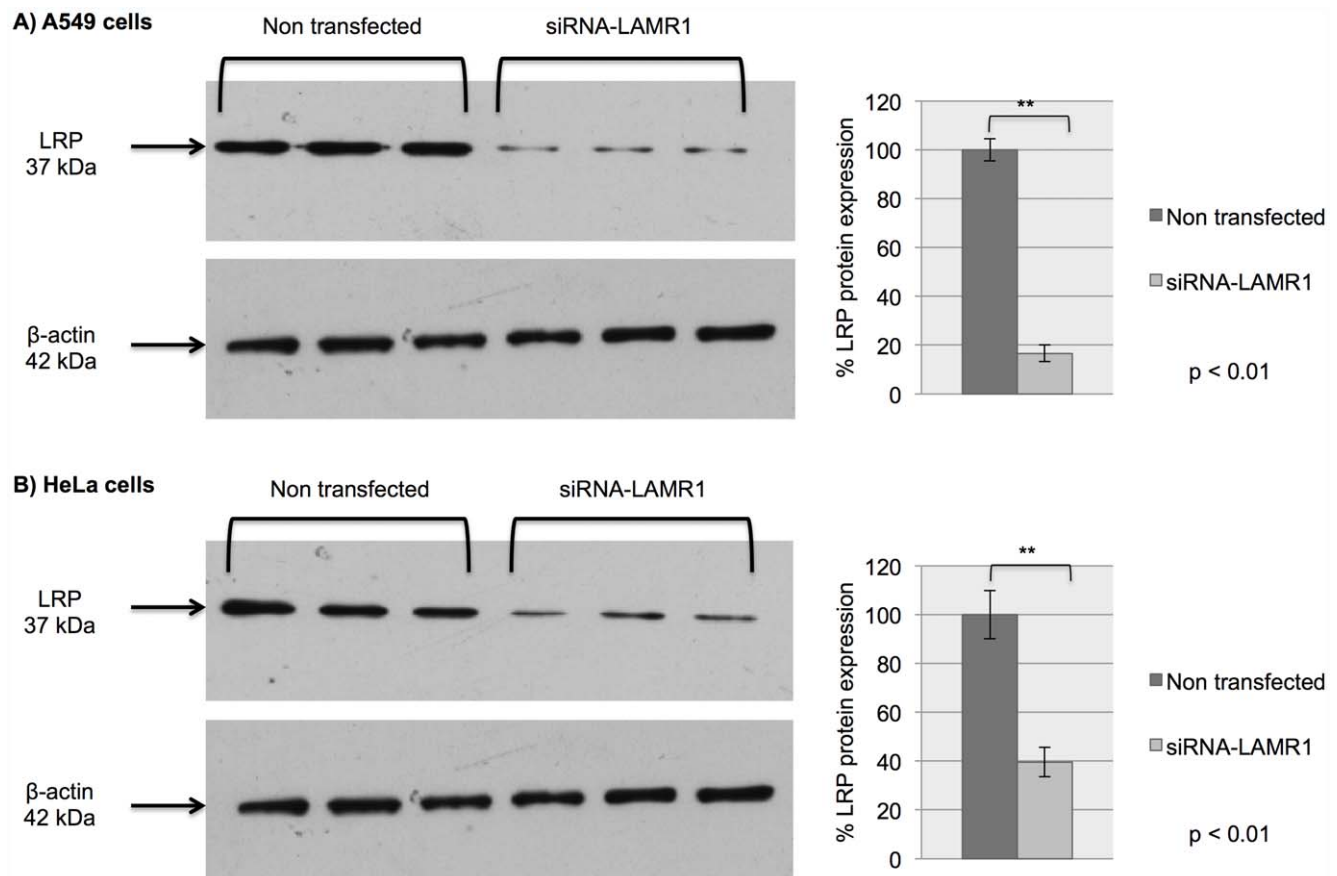 A) A549 cells
Non transfected
siRNA-LAMR1
LRP
37 kDa
β-actin
42 kDa
% LRP protein expression
120
100
80
60
40
20
0
**
Non transfected
siRNA-LAMR1
p < 0.01
B) HeLa cells
Non transfected
siRNA-LAMR1
LRP
37 kDa
β-actin
42 kDa
% LRP protein expression
120
100
80
60
40
20
0
**
Non transfected
siRNA-LAMR1
p < 0.01